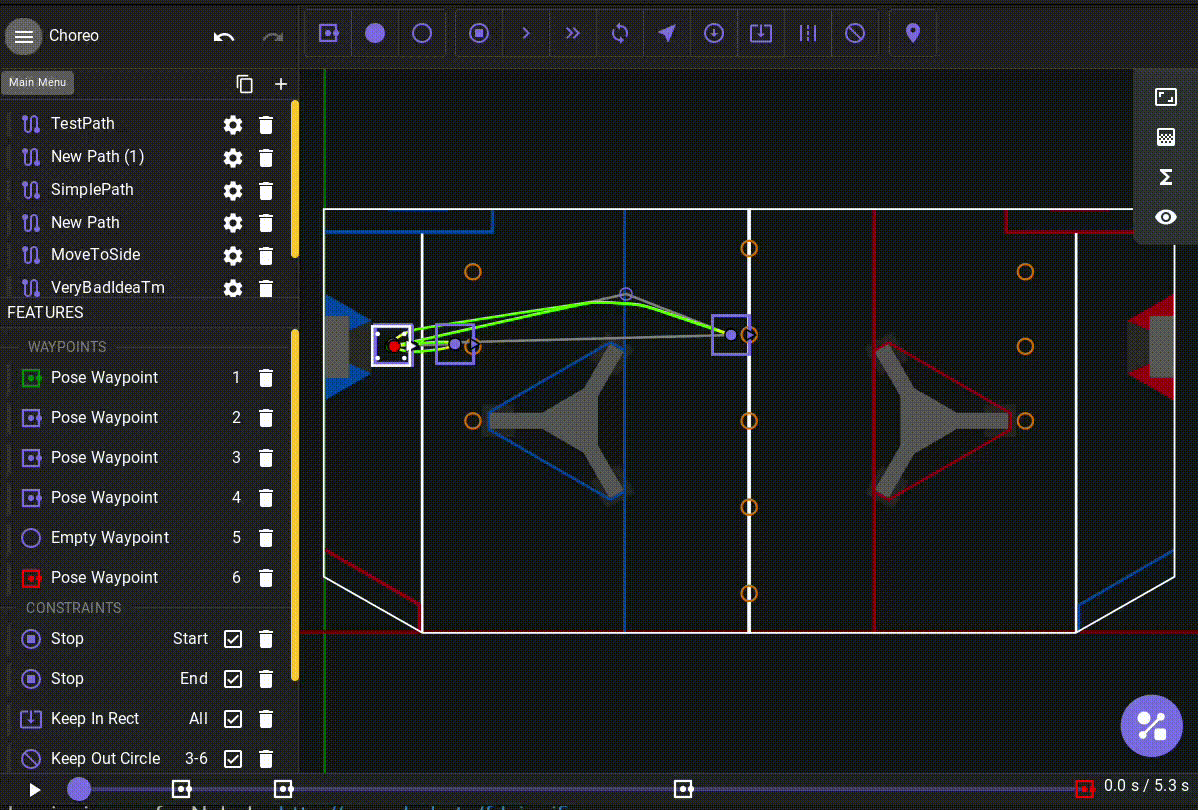 Choreo
Main Menu
TestPath
New Path (1)
SimplePath
New Path
MoveToSide
VeryBadIdeaTm
FEATURES
WAYPOINTS
Pose Waypoint 1
Pose Waypoint 2
Pose Waypoint 3
Pose Waypoint 4
Empty Waypoint 5
Pose Waypoint 6
CONSTRAINTS
Stop Start
Stop End
Keep In Rect All
Keep Out Circle 3-6
0.0 s / 5.3 s